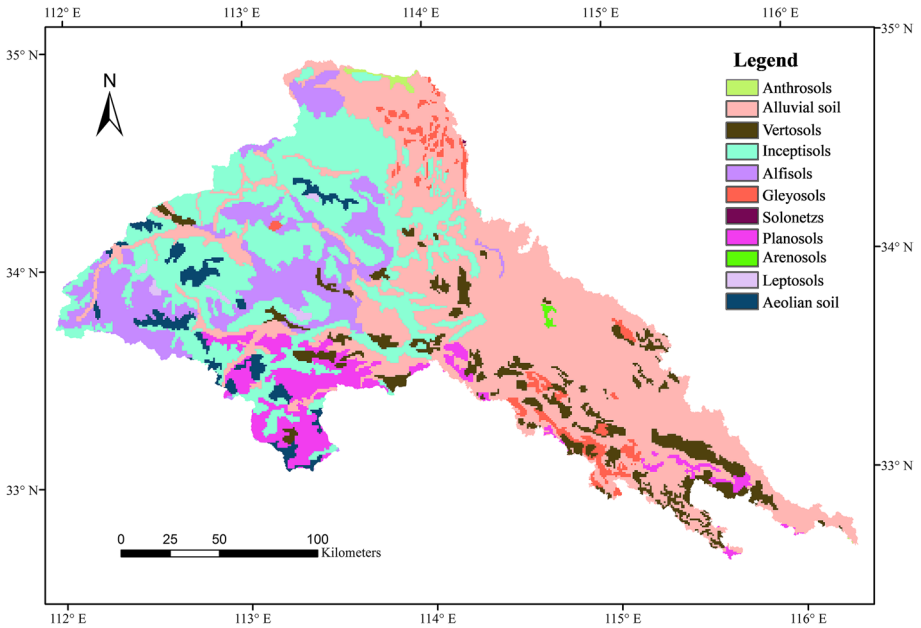 112° E 113° E 114° E 115° E 116° E
35° N 35° N
N
Legend
Anthrosols
Alluvial soil
Vertosols
Inceptisols
Alfisols
Gleyosols
Solonetzs
Planosols
Arenosols
Leptosols
Aeolian soil
34° N 34° N
33° N 33° N
0 25 50 100
Kilometers
112° E 113° E 114° E 115° E 116° E